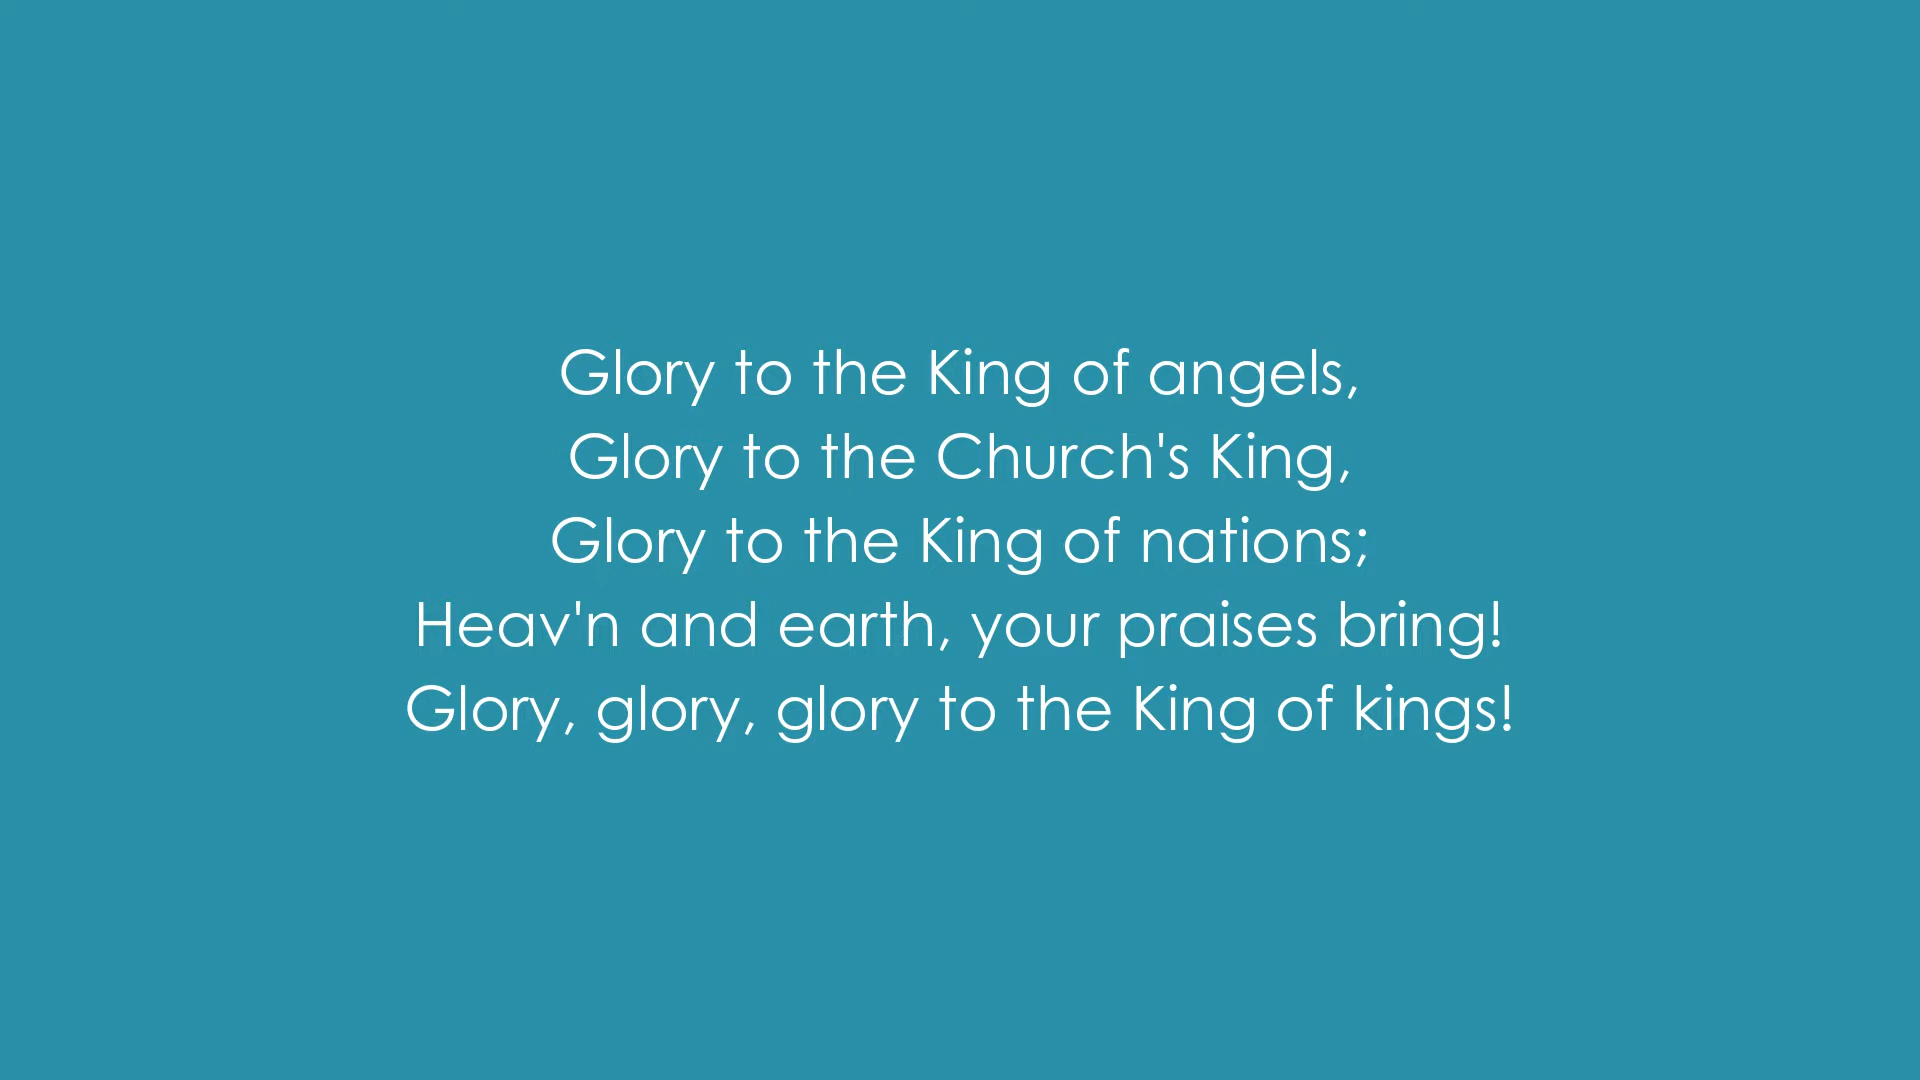 Glory to the King of angels,
Glory to the Church's King,
Glory to the King of nations;
Heav'n and earth, your praises bring!
Glory, glory, glory to the King of kings!